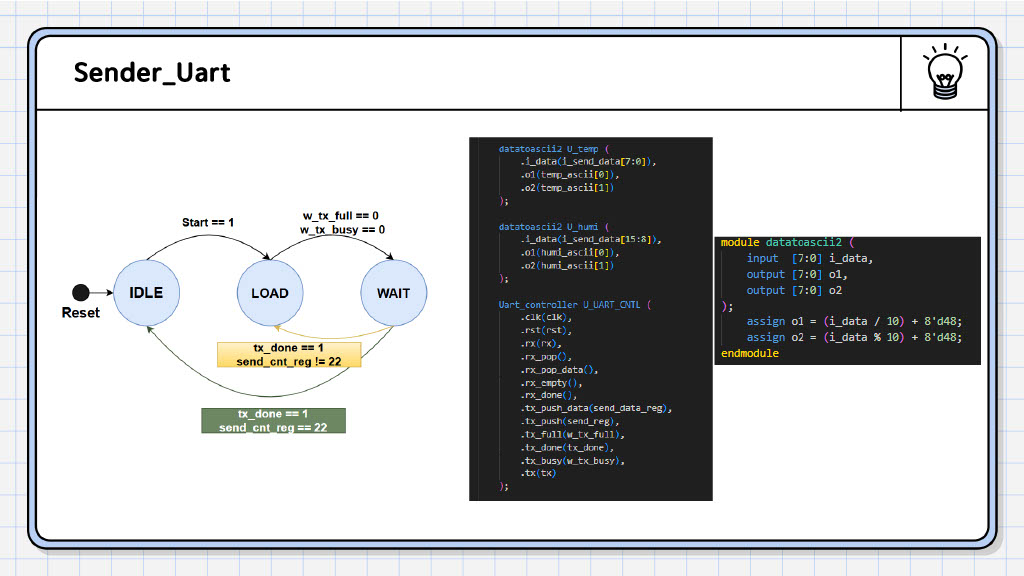 Sender_Uart
Start == 1
w_tx_full == 0
w_tx_busy == 0
Reset
IDLE
LOAD
WAIT
tx_done == 1
send_cnt_reg != 22
tx_done == 1
send_cnt_reg == 22
datatoascii2 U_temp (
.i_data(i_send_data[7:0]),
.o1(temp_ascii[0]),
.o2(temp_ascii[1])
);
datatoascii2 U_humi (
.i_data(i_send_data[15:8]),
.o1(humi_ascii[0]),
.o2(humi_ascii[1])
);
Uart_controller U_UART_CNTL (
.clk(clk),
.rst(rst),
.rx(rx),
.rx_pop(),
.rx_pop_data(),
.rx_empty(),
.rx_done(),
.tx_push_data(send_data_reg),
.tx_push(send_reg),
.tx_full(w_tx_full),
.tx_done(tx_done),
.tx_busy(w_tx_busy),
.tx(tx)
);
module datatoascii2 (
input [7:0] i_data,
output [7:0] o1,
output [7:0] o2
);
assign o1 = (i_data / 10) + 8'd48;
assign o2 = (i_data % 10) + 8'd48;
endmodule